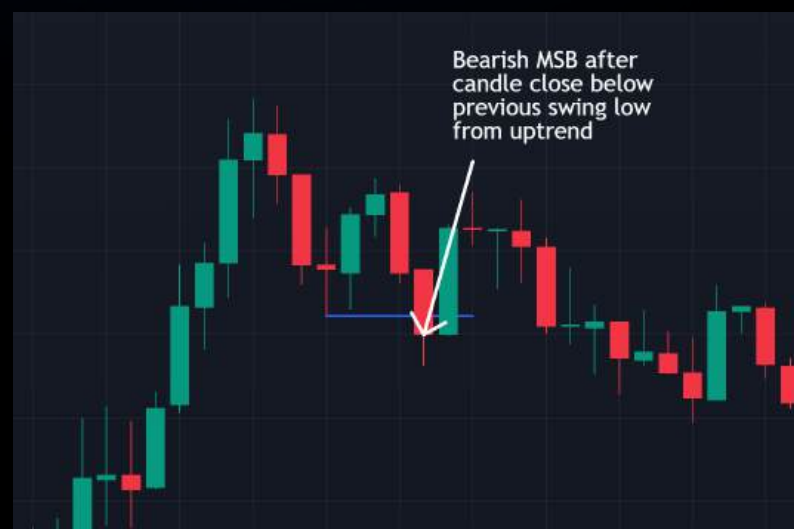 Bearish MSB after
candle close below
previous swing low
from uptrend